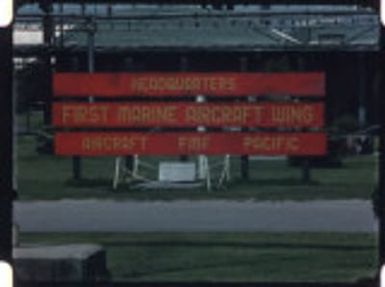 HEADQUARTERS
FIRST MARINE AIRCRAFT WING
AIRCRAFT FMF PACIFIC